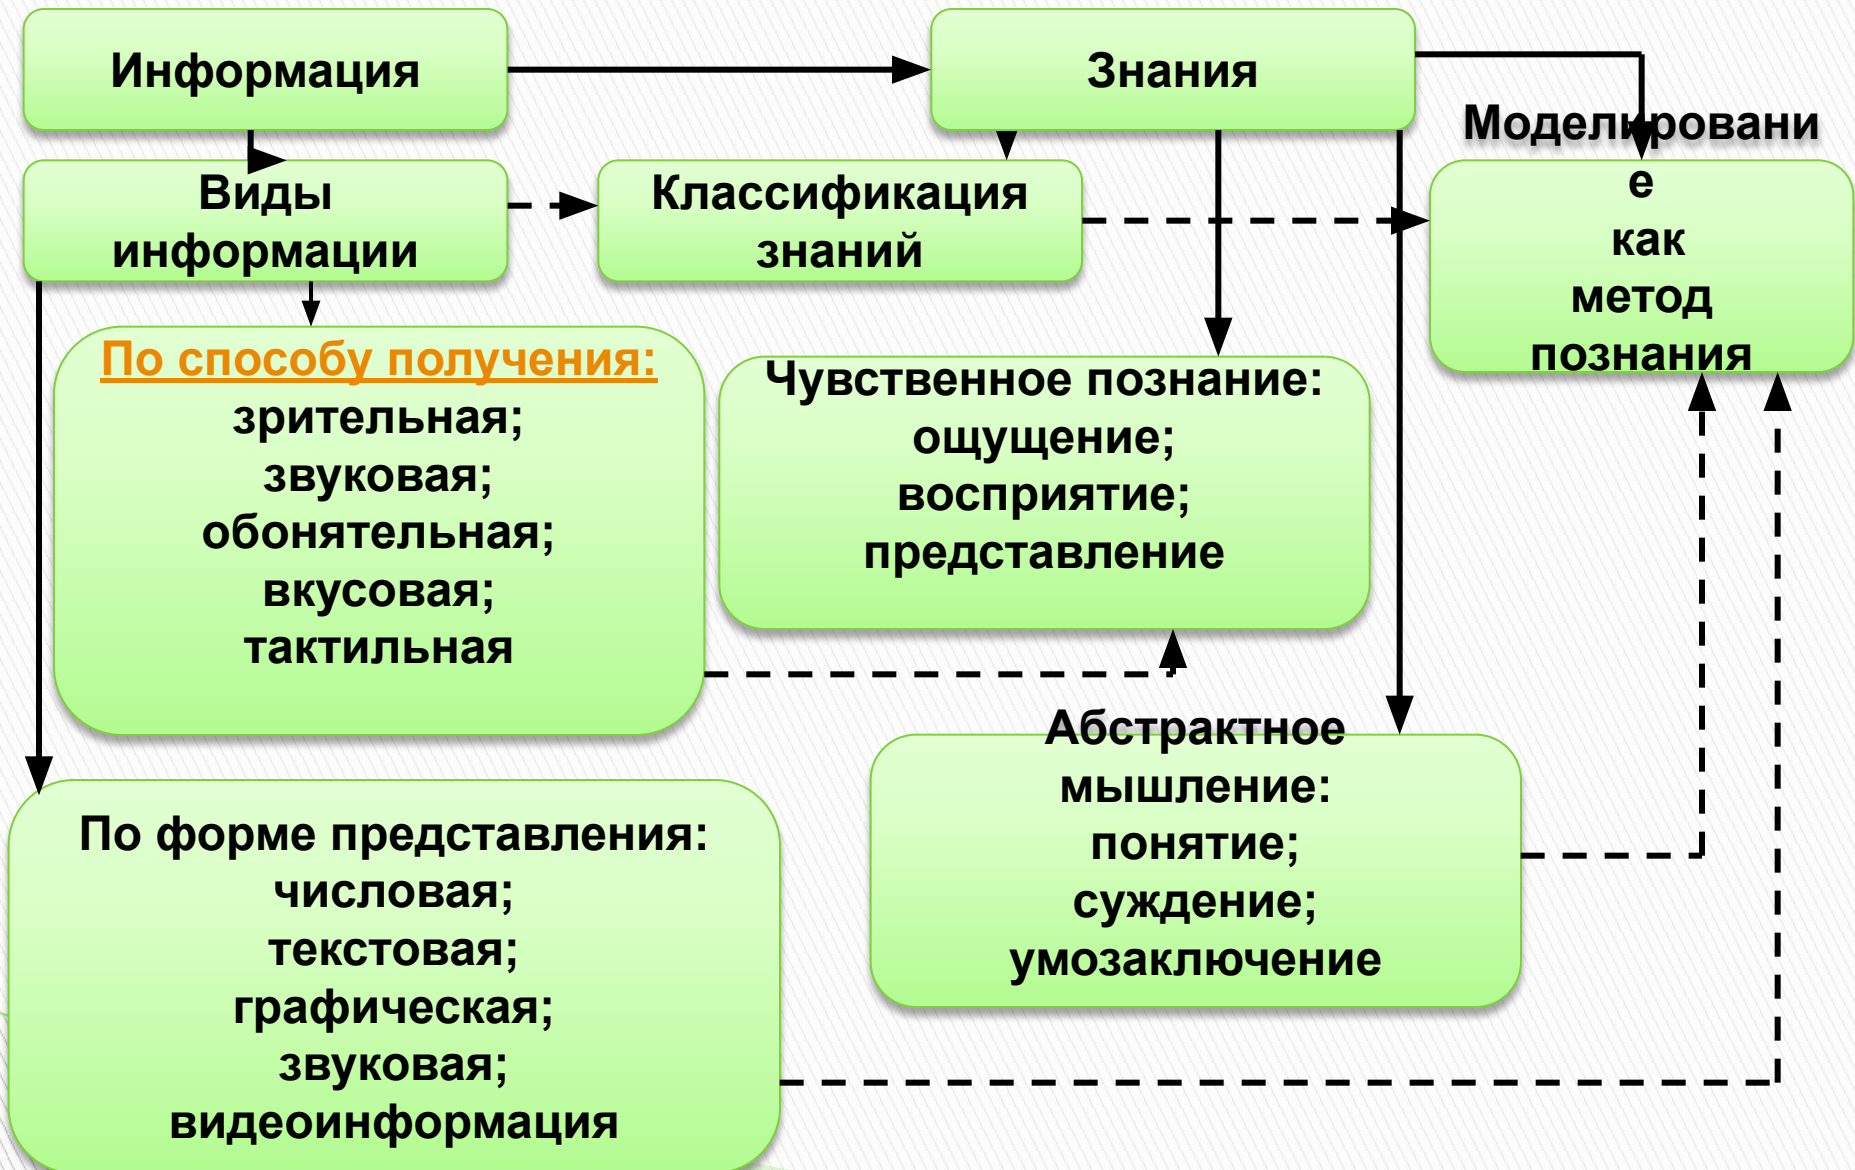 Информация
Знания
Виды
информации
Классификация
знаний
Моделировани
е
как
метод
познания
По способу получения:
зрительная;
звуковая;
обонятельная;
вкусовая;
тактильная
Чувственное познание:
ощущение;
восприятие;
представление
По форме представления:
числовая;
текстовая;
графическая;
звуковая;
видеоинформация
Абстрактное
мышление:
понятие;
суждение;
умозаключение